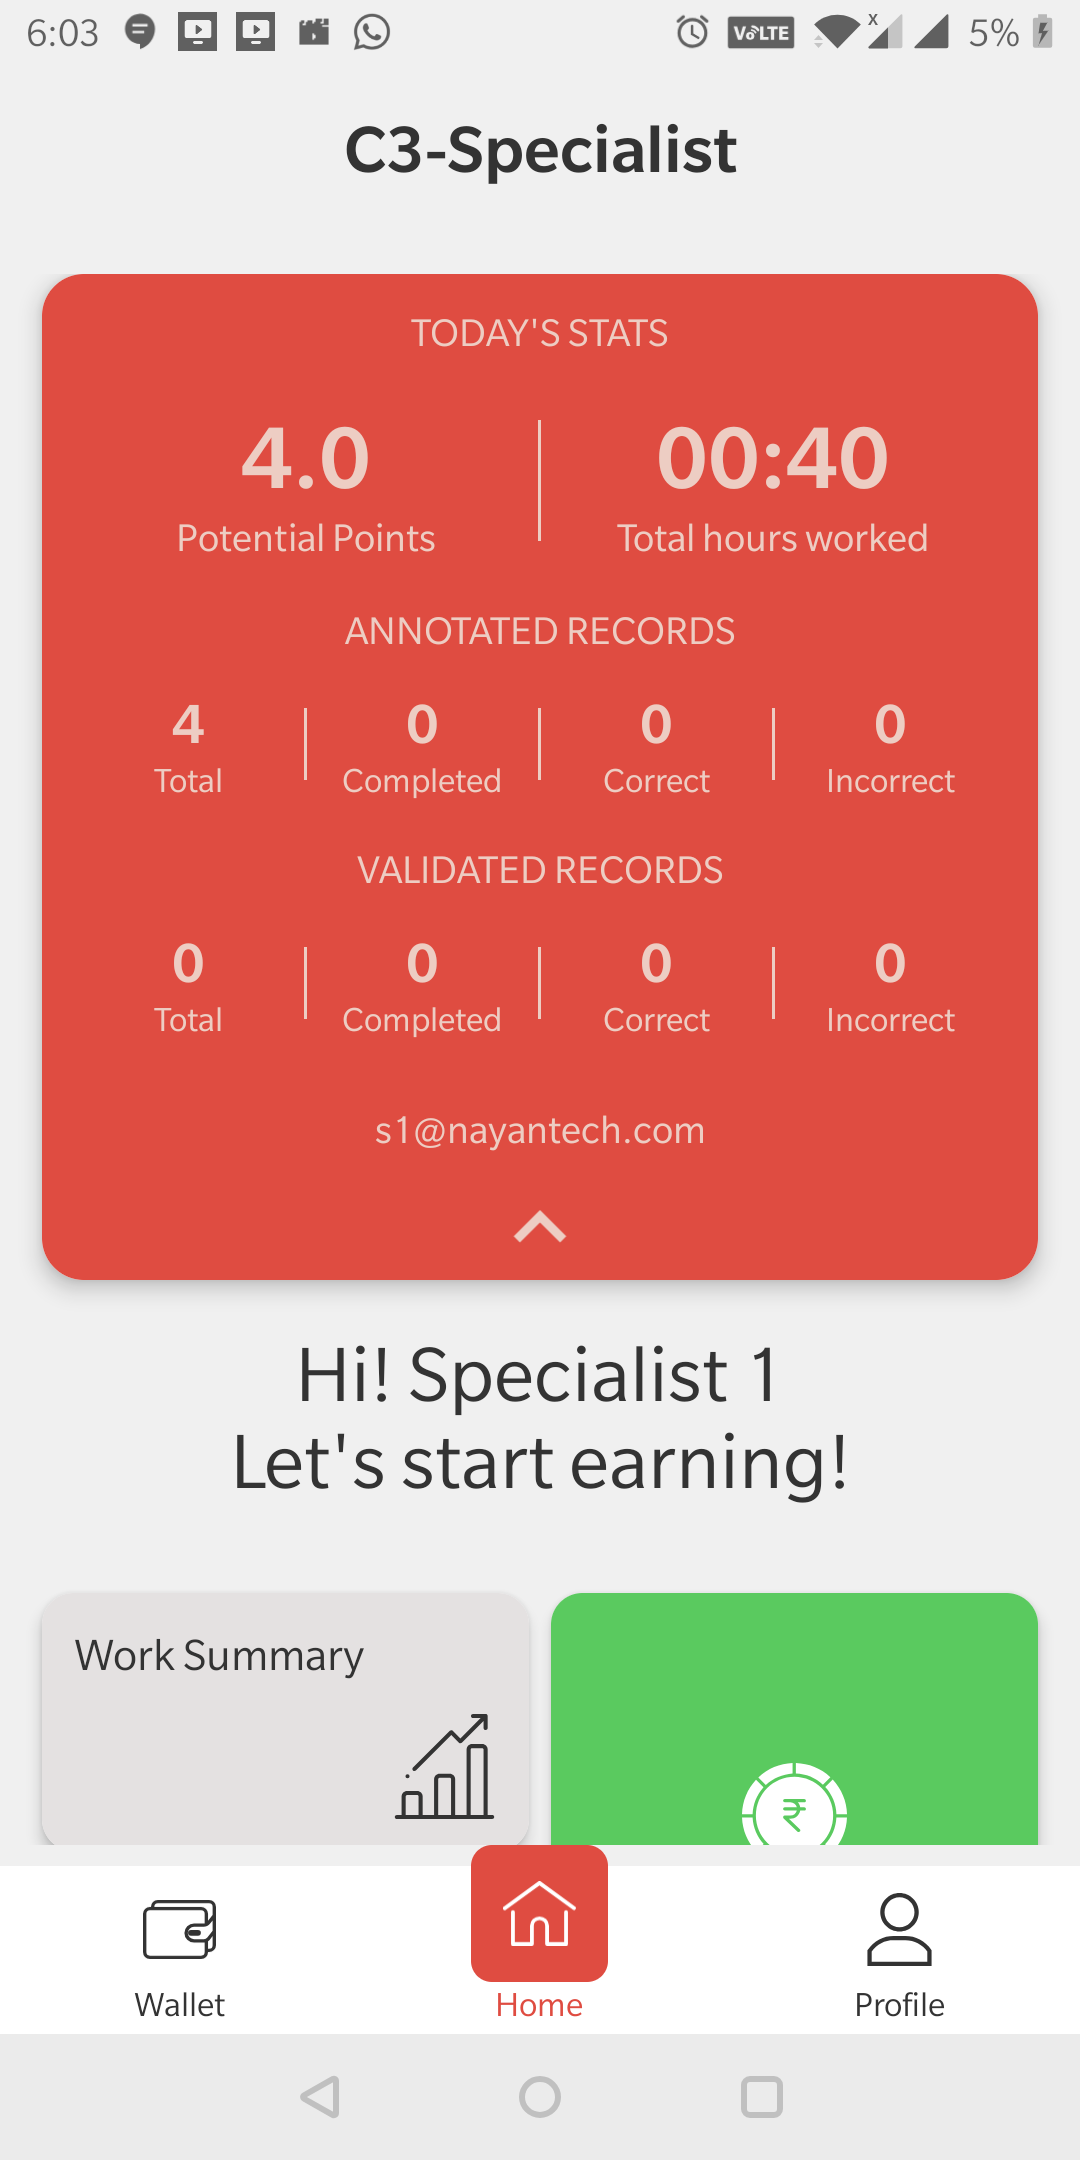 6:03
VoLTE
x
5%
C3-Specialist
TODAY'S STATS
4.0
00:40
Potential Points
Total hours worked
ANNOTATED RECORDS
4
0
0
0
Total
Completed
Correct
Incorrect
VALIDATED RECORDS
0
0
0
0
Total
Completed
Correct
Incorrect
s1@nayantech.com
Hi! Specialist 1
Let's start earning!
Work Summary
₹
Wallet
Home
Profile